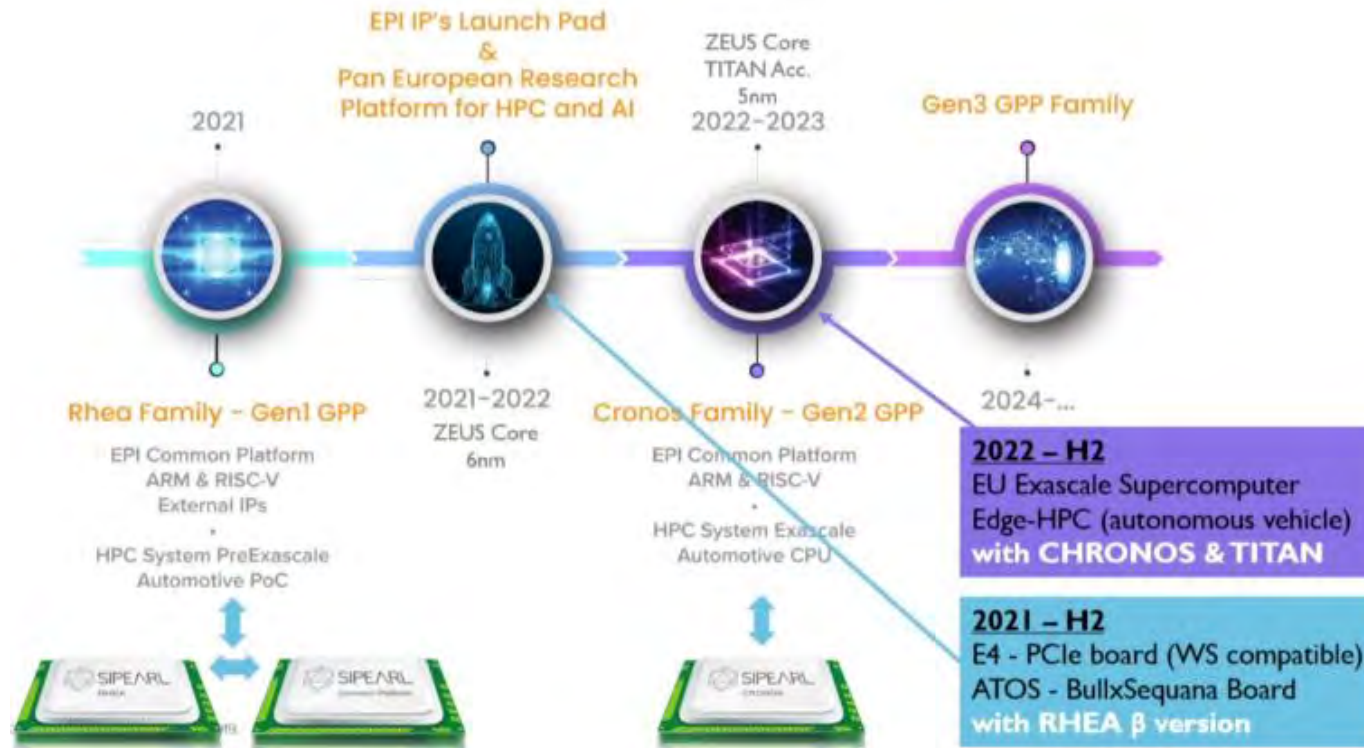 EPI IP's Launch Pad
&
Pan European Research
Platform for HPC and AI
ZEUS Core
TITAN Acc.
5nm
2022-2023
2021
Gen3 GPP Family
Rhea Family - Gen1 GPP
EPI Common Platform
ARM & RISC-V
External IPs
HPC System PreExascale
Automotive PoC
2021-2022
ZEUS Core
6nm
Cronos Family - Gen2 GPP
EPI Common Platform
ARM & RISC-V
HPC System Exascale
Automotive CPU
2024-...
2022 – H2
EU Exascale Supercomputer
Edge-HPC (autonomous vehicle)
with CHRONOS & TITAN
2021 – H2
E4 - PCIe board (WS compatible)
ATOS - BullxSequana Board
with RHEA β version
SIPEARL
RHEA
SIPEARL
Common Platform
SIPEARL
CRONOS